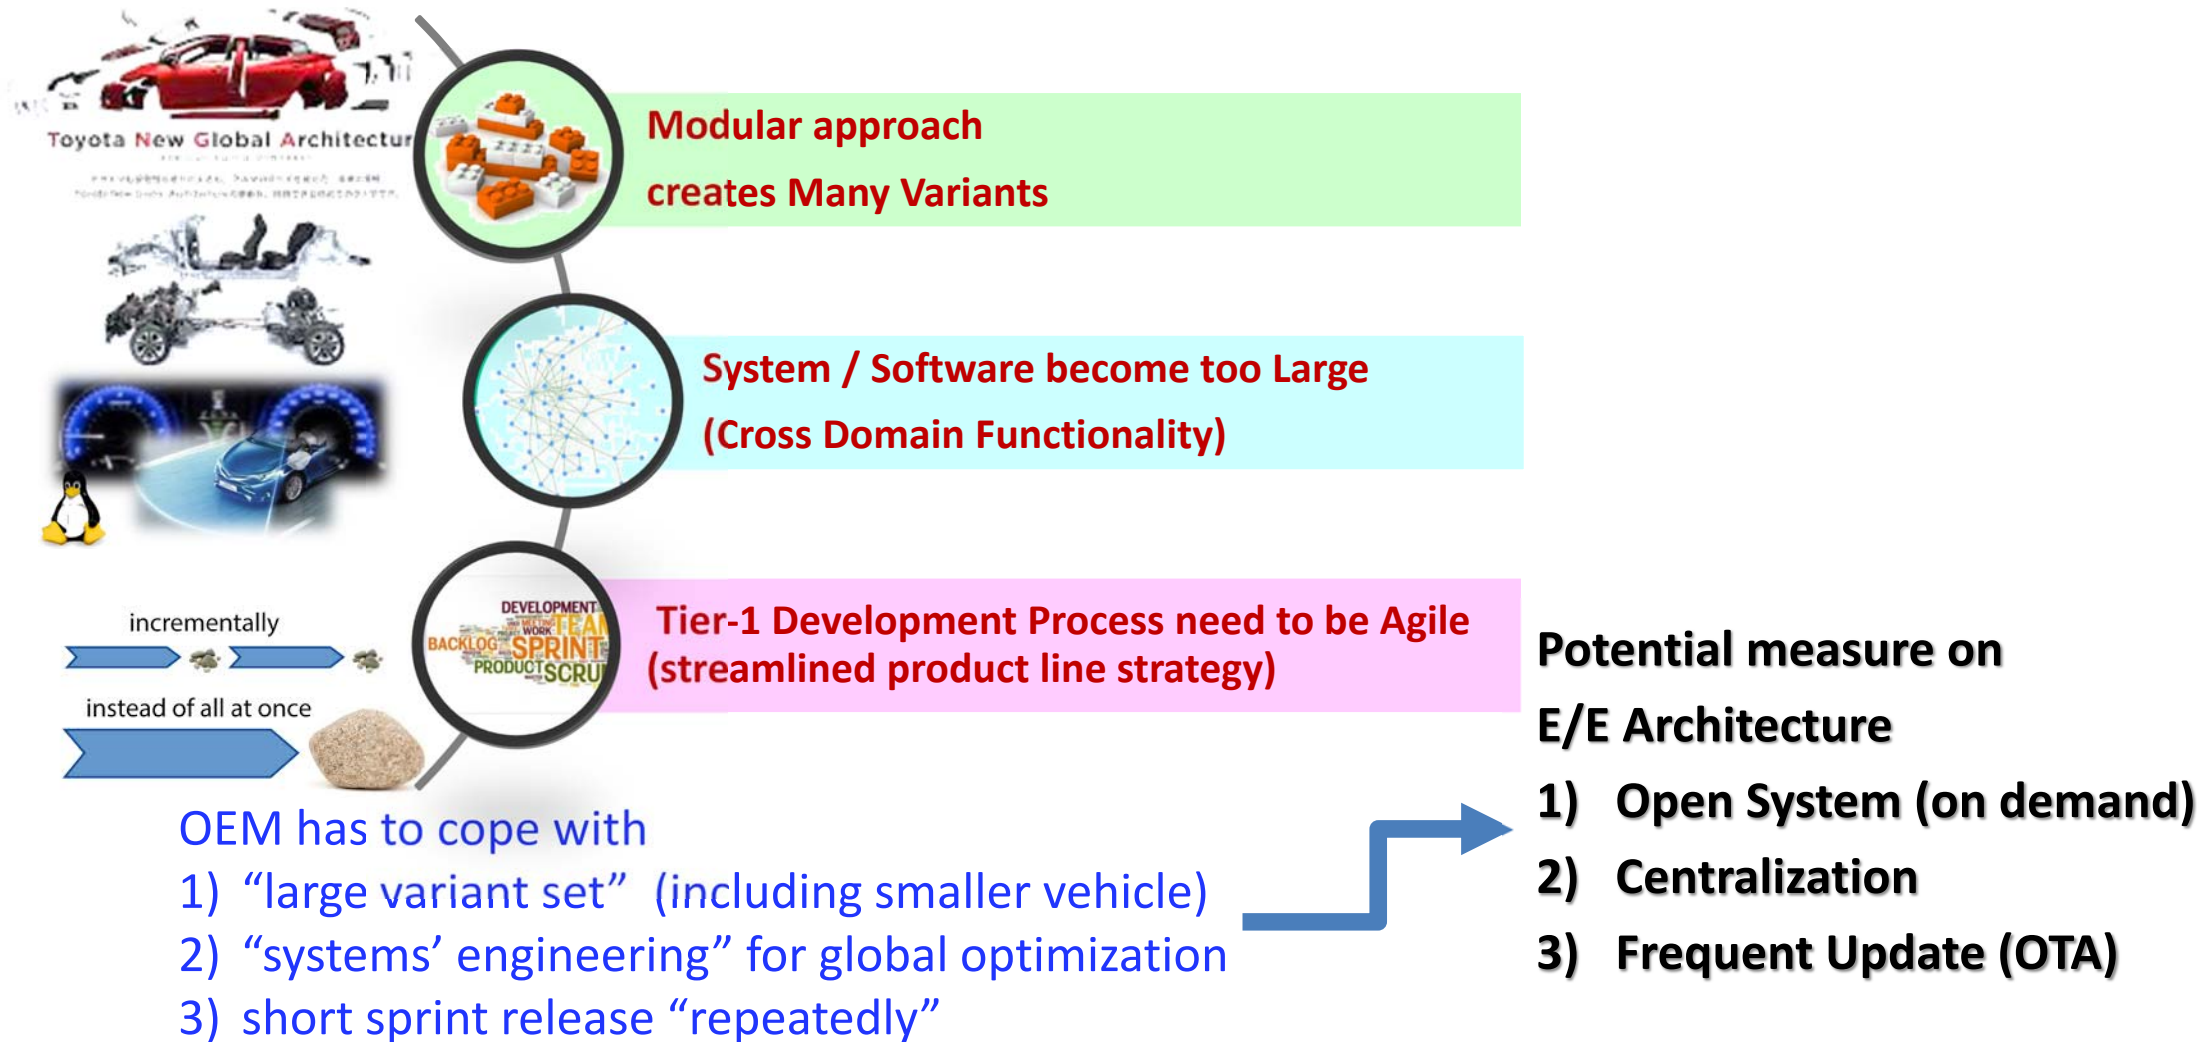 Toyota New Global Architectur
Modular approach
creates Many Variants
System / Software become too Large
(Cross Domain Functionality)
incrementally
instead of all at once
DEVELOPMENT
MEETING
WORK
TEAM
BACKLOG
SPRINT
PRODUCT
SCRU
Tier-1 Development Process need to be Agile
(streamlined product line strategy)
OEM has to cope with
1) “large variant set” (including smaller vehicle)
2) “systems’ engineering” for global optimization
3) short sprint release “repeatedly”
Potential measure on
E/E Architecture
1) Open System (on demand)
2) Centralization
3) Frequent Update (OTA)